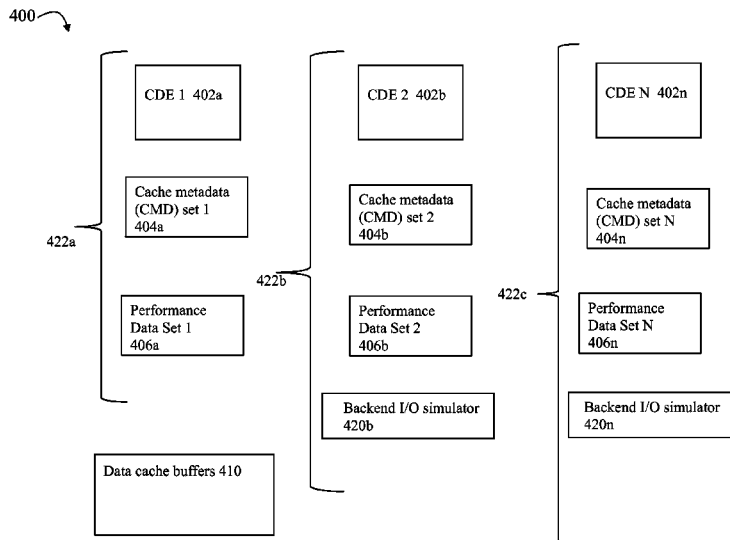 400
CDE 1 402a
CDE 2 402b
CDE N 402n
Cache metadata
(CMD) set 1
404a
Cache metadata
(CMD) set 2
404b
Cache metadata
(CMD) set N
404n
422a
422b
422c
Performance
Data Set 1
406a
Performance
Data Set 2
406b
Performance
Data Set N
406n
Backend I/O simulator
420b
Backend I/O simulator
420n
Data cache buffers 410